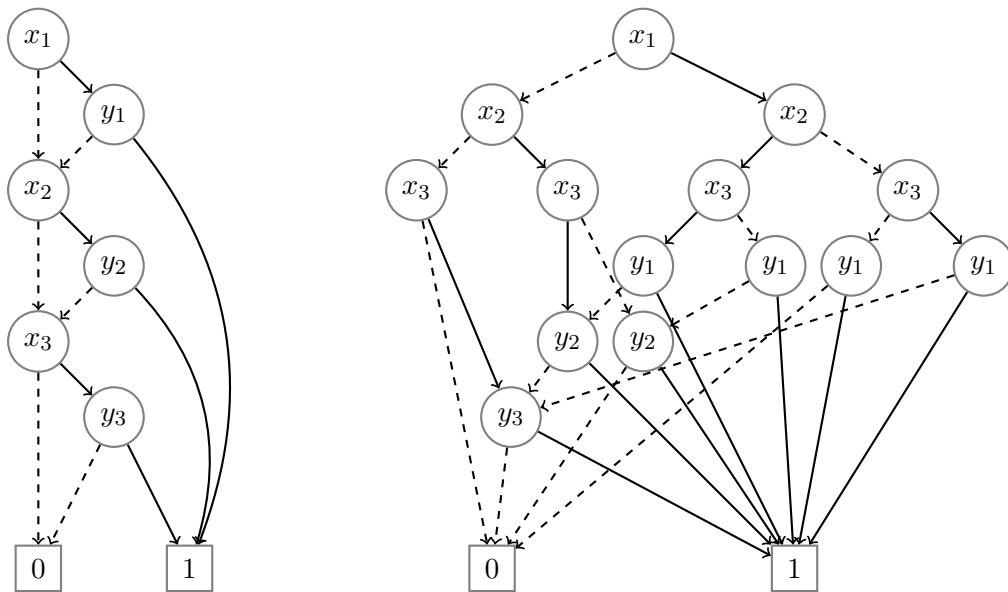 x₁ x₁
y₁ x₂ x₂
x₂ x₃ x₃ x₃ x₃
y₂ y₁ y₁ y₁ y₁
x₃ y₂ y₂
y₃ y₃
0 1 0 1